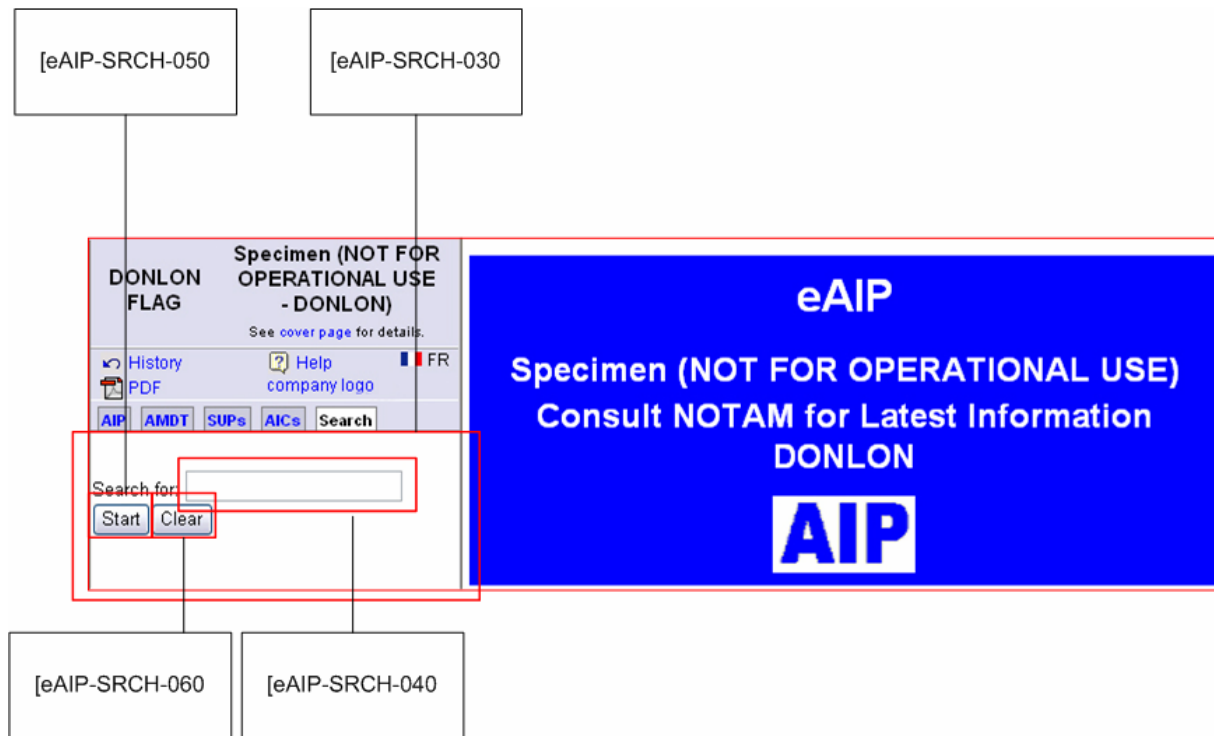 [eAIP-SRCH-050
[eAIP-SRCH-030
DONLON
FLAG
Specimen (NOT FOR
OPERATIONAL USE
- DONLON)
See cover page for details.
History
Help
FR
PDF
company logo
AIP AMDT SUPs AICs Search
Search for:
Start Clear
eAIP
Specimen (NOT FOR OPERATIONAL USE)
Consult NOTAM for Latest Information
DONLON
AIP
[eAIP-SRCH-060
[eAIP-SRCH-040